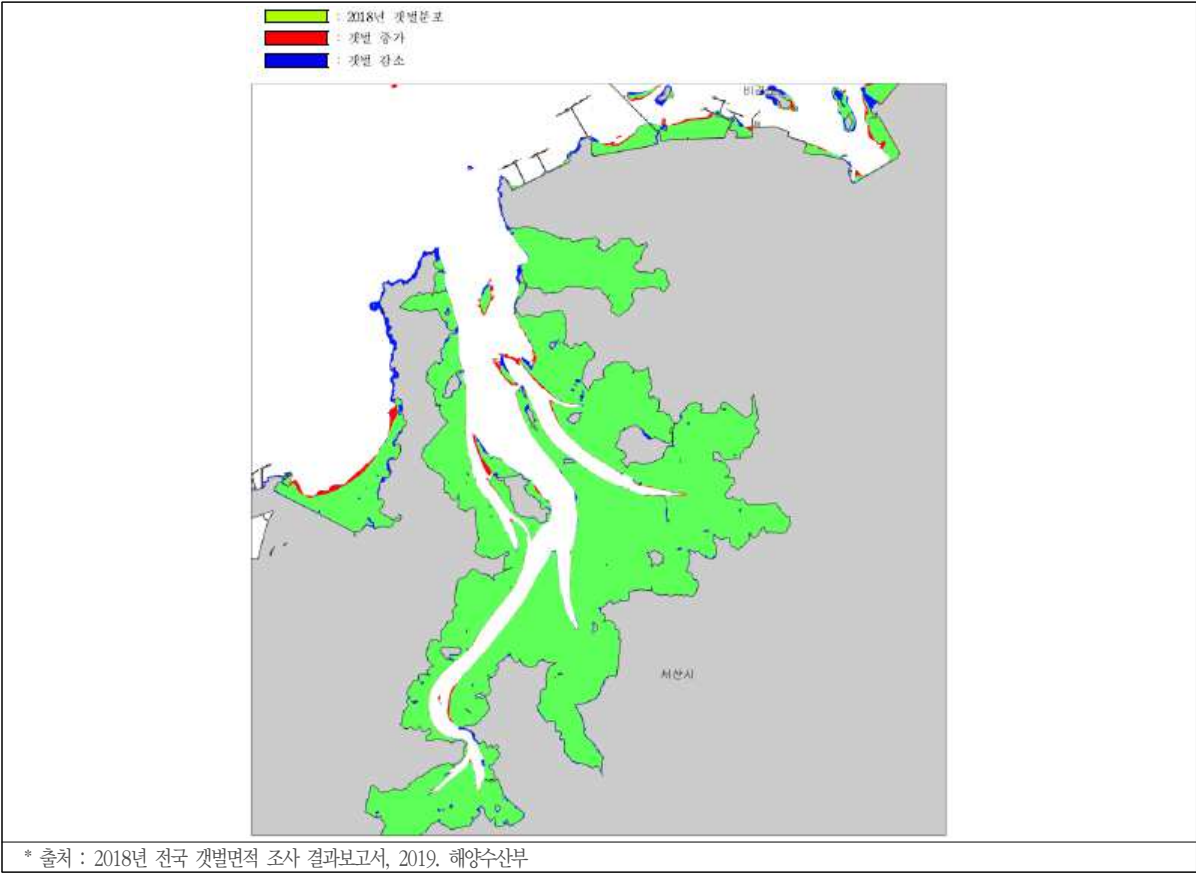 : 2018년 갯벌분포
: 갯벌 증가
: 갯벌 감소
서산시
* 출처 : 2018년 전국 갯벌면적 조사 결과보고서, 2019. 해양수산부